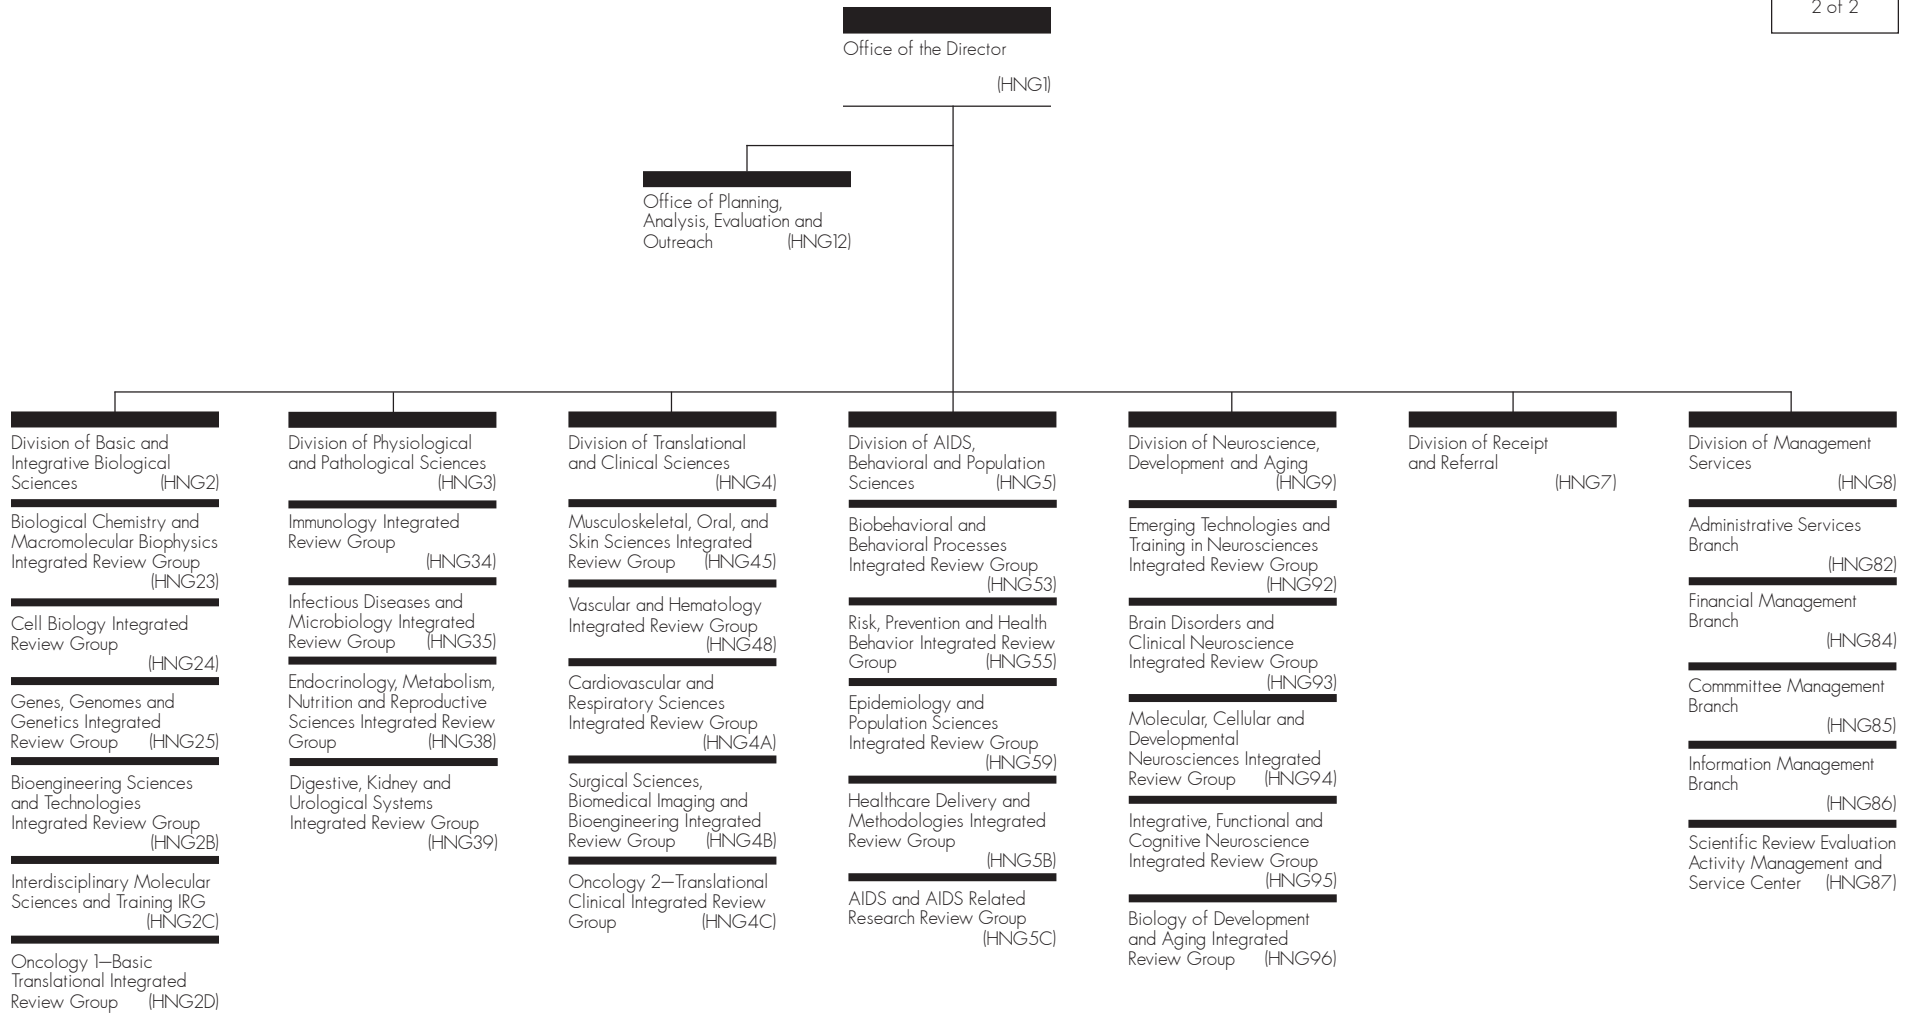 2 of 2
Office of the Director
(HNG1)
Office of Planning,
Analysis, Evaluation and
Outreach (HNG12)
Division of Basic and
Integrative Biological
Sciences (HNG2)
Biological Chemistry and
Macromolecular Biophysics
Integrated Review Group
(HNG23)
Cell Biology Integrated
Review Group
(HNG24)
Genes, Genomes and
Genetics Integrated
Review Group (HNG25)
Bioengineering Sciences
and Technologies
Integrated Review Group
(HNG2B)
Interdisciplinary Molecular
Sciences and Training IRG
(HNG2C)
Oncology 1—Basic
Translational Integrated
Review Group (HNG2D)
Division of Physiological
and Pathological Sciences
(HNG3)
Immunology Integrated
Review Group
(HNG34)
Infectious Diseases and
Microbiology Integrated
Review Group (HNG35)
Endocrinology, Metabolism,
Nutrition and Reproductive
Sciences Integrated Review
Group (HNG38)
Digestive, Kidney and
Urological Systems
Integrated Review Group
(HNG39)
Division of Translational
and Clinical Sciences
(HNG4)
Musculoskeletal, Oral, and
Skin Sciences Integrated
Review Group (HNG45)
Vascular and Hematology
Integrated Review Group
(HNG48)
Cardiovascular and
Respiratory Sciences
Integrated Review Group
(HNG4A)
Surgical Sciences,
Biomedical Imaging and
Bioengineering Integrated
Review Group (HNG4B)
Oncology 2—Translational
Clinical Integrated Review
Group (HNG4C)
Division of AIDS,
Behavioral and Population
Sciences (HNG5)
Biobehavioral and
Behavioral Processes
Integrated Review Group
(HNG53)
Risk, Prevention and Health
Behavior Integrated Review
Group (HNG55)
Epidemiology and
Population Sciences
Integrated Review Group
(HNG59)
Healthcare Delivery and
Methodologies Integrated
Review Group
(HNG5B)
AIDS and AIDS Related
Research Review Group
(HNG5C)
Division of Neuroscience,
Development and Aging
(HNG9)
Emerging Technologies and
Training in Neurosciences
Integrated Review Group
(HNG92)
Brain Disorders and
Clinical Neuroscience
Integrated Review Group
(HNG93)
Molecular, Cellular and
Developmental
Neurosciences Integrated
Review Group (HNG94)
Integrative, Functional and
Cognitive Neuroscience
Integrated Review Group
(HNG95)
Biology of Development
and Aging Integrated
Review Group (HNG96)
Division of Receipt
and Referral
(HNG7)
Division of Management
Services
(HNG8)
Administrative Services
Branch
(HNG82)
Financial Management
Branch
(HNG84)
Commmittee Management
Branch
(HNG85)
Information Management
Branch
(HNG86)
Scientific Review Evaluation
Activity Management and
Service Center (HNG87)